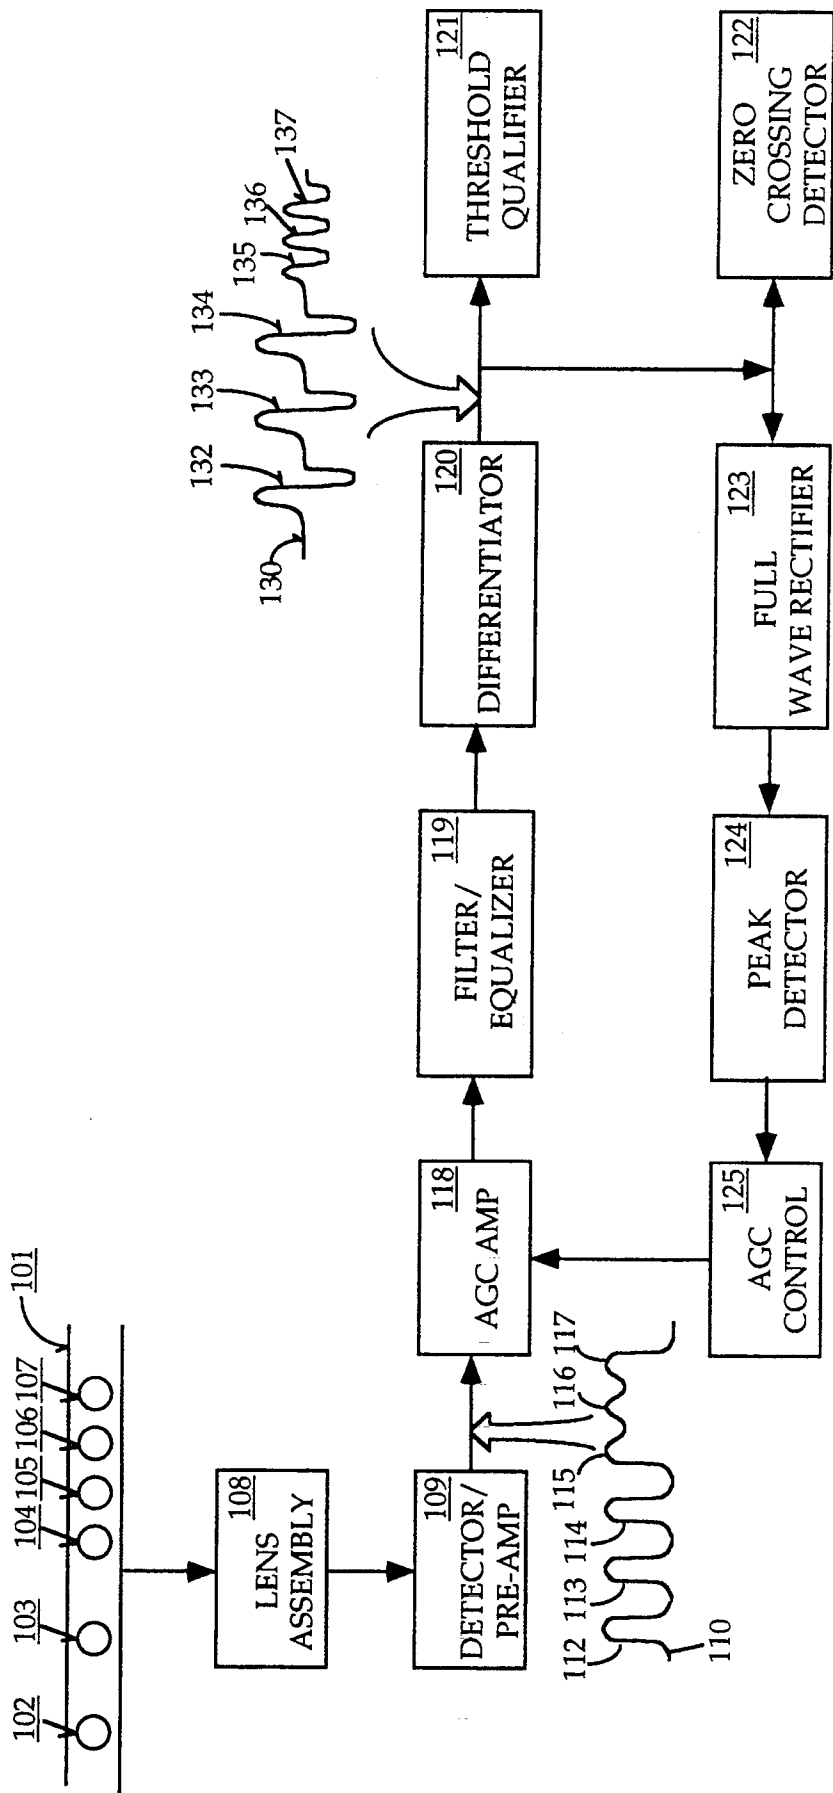 101
102
103
104
105
106
107
108
LENS
ASSEMBLY
109
DETECTOR/
PRE-AMP
110
112
113
114
115
116
117
118
AGC AMP
119
FILTER/
EQUALIZER
120
DIFFERENTIATOR
130
132
133
134
135
136
137
121
THRESHOLD
QUALIFIER
122
ZERO
CROSSING
DETECTOR
123
FULL
WAVE RECTIFIER
124
PEAK
DETECTOR
125
AGC
CONTROL